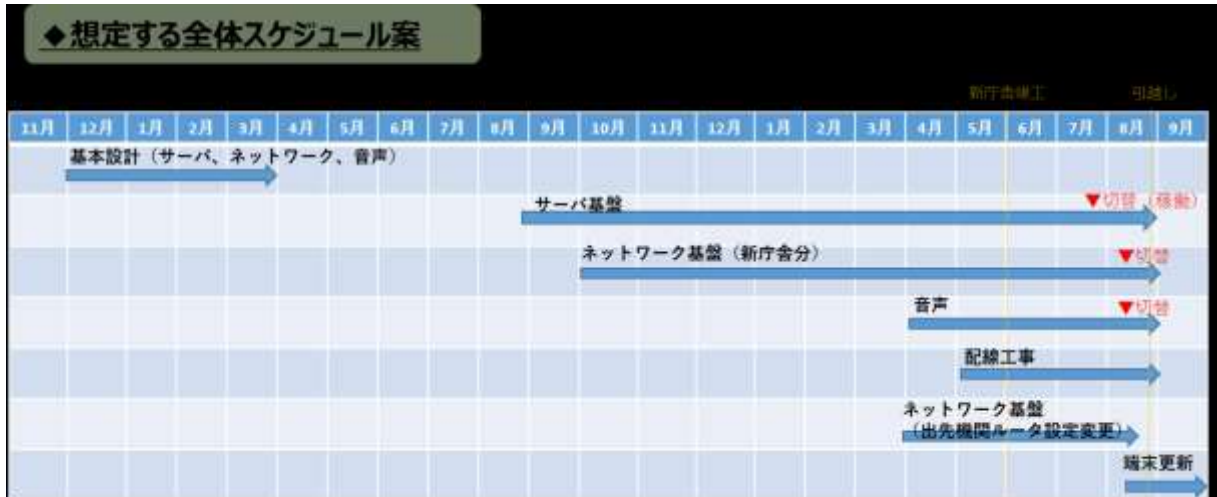 ◆想定する全体スケジュール案
新庁舎竣工 引越し
11月 12月 1月 2月 3月 4月 5月 6月 7月 8月 9月 10月 11月 12月 1月 2月 3月 4月 5月 6月 7月 8月 9月
基本設計（サーバ、ネットワーク、音声）
サーバ基盤 ▼切替（稼働）
ネットワーク基盤（新庁舎分） ▼切替
音声 ▼切替
配線工事
ネットワーク基盤
（出先機関ルータ設定変更）
端末更新